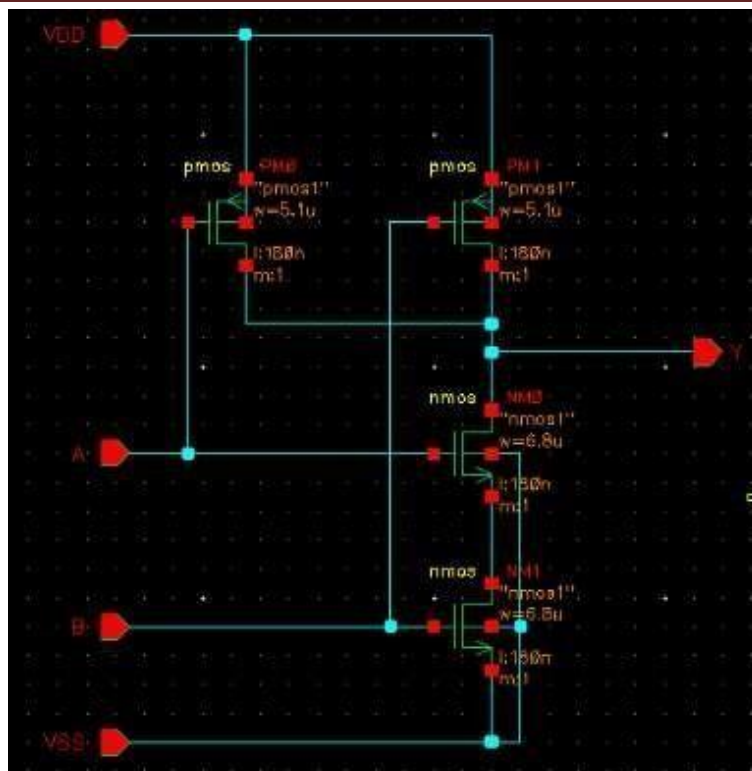 VDD
pmos PM0
"pmos1"
w=5.1u
l:180n
m:1
pmos PM1
"pmos1"
w=5.1u
l:180n
m:1
Y
nmos NM0
"nmos1"
w=6.8u
l:180n
m:1
A
nmos NM1
"nmos1"
w=6.8u
l:180n
m:1
B
VSS